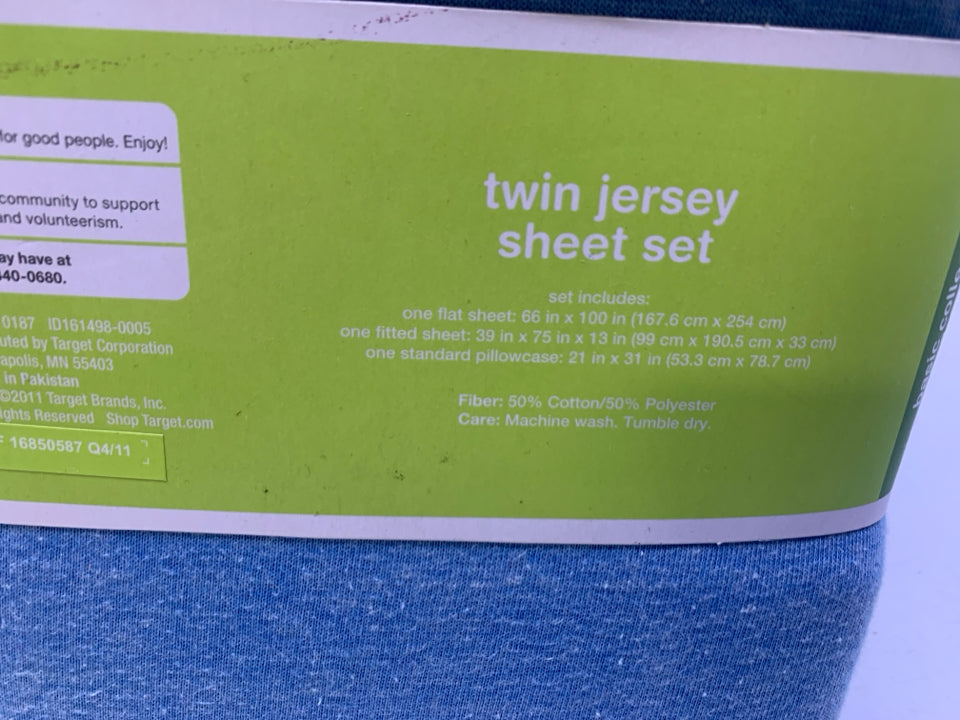 for good people. Enjoy!
community to support
and volunteerism.
ay have at
440-0680.
0187 ID161498-0005
uted by Target Corporation
apolis, MN 55403
in Pakistan
©2011 Target Brands, Inc.
ights Reserved Shop Target.com
F 16850587 Q4/11
twin jersey
sheet set
set includes:
one flat sheet: 66 in x 100 in (167.6 cm x 254 cm)
one fitted sheet: 39 in x 75 in x 13 in (99 cm x 190.5 cm x 33 cm)
one standard pillowcase: 21 in x 31 in (53.3 cm x 78.7 cm)
Fiber: 50% Cotton/50% Polyester
Care: Machine wash. Tumble dry.